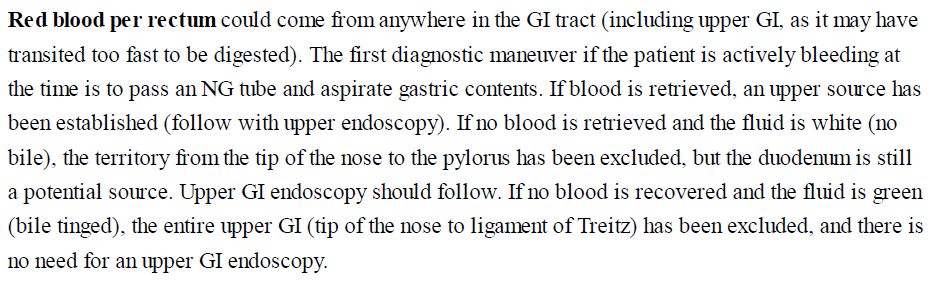 Red blood per rectum could come from anywhere in the GI tract (including upper GI, as it may have
transited too fast to be digested). The first diagnostic maneuver if the patient is actively bleeding at
the time is to pass an NG tube and aspirate gastric contents. If blood is retrieved, an upper source has
been established (follow with upper endoscopy). If no blood is retrieved and the fluid is white (no
bile), the territory from the tip of the nose to the pylorus has been excluded, but the duodenum is still
a potential source. Upper GI endoscopy should follow. If no blood is recovered and the fluid is green
(bile tinged), the entire upper GI (tip of the nose to ligament of Treitz) has been excluded, and there is
no need for an upper GI endoscopy.